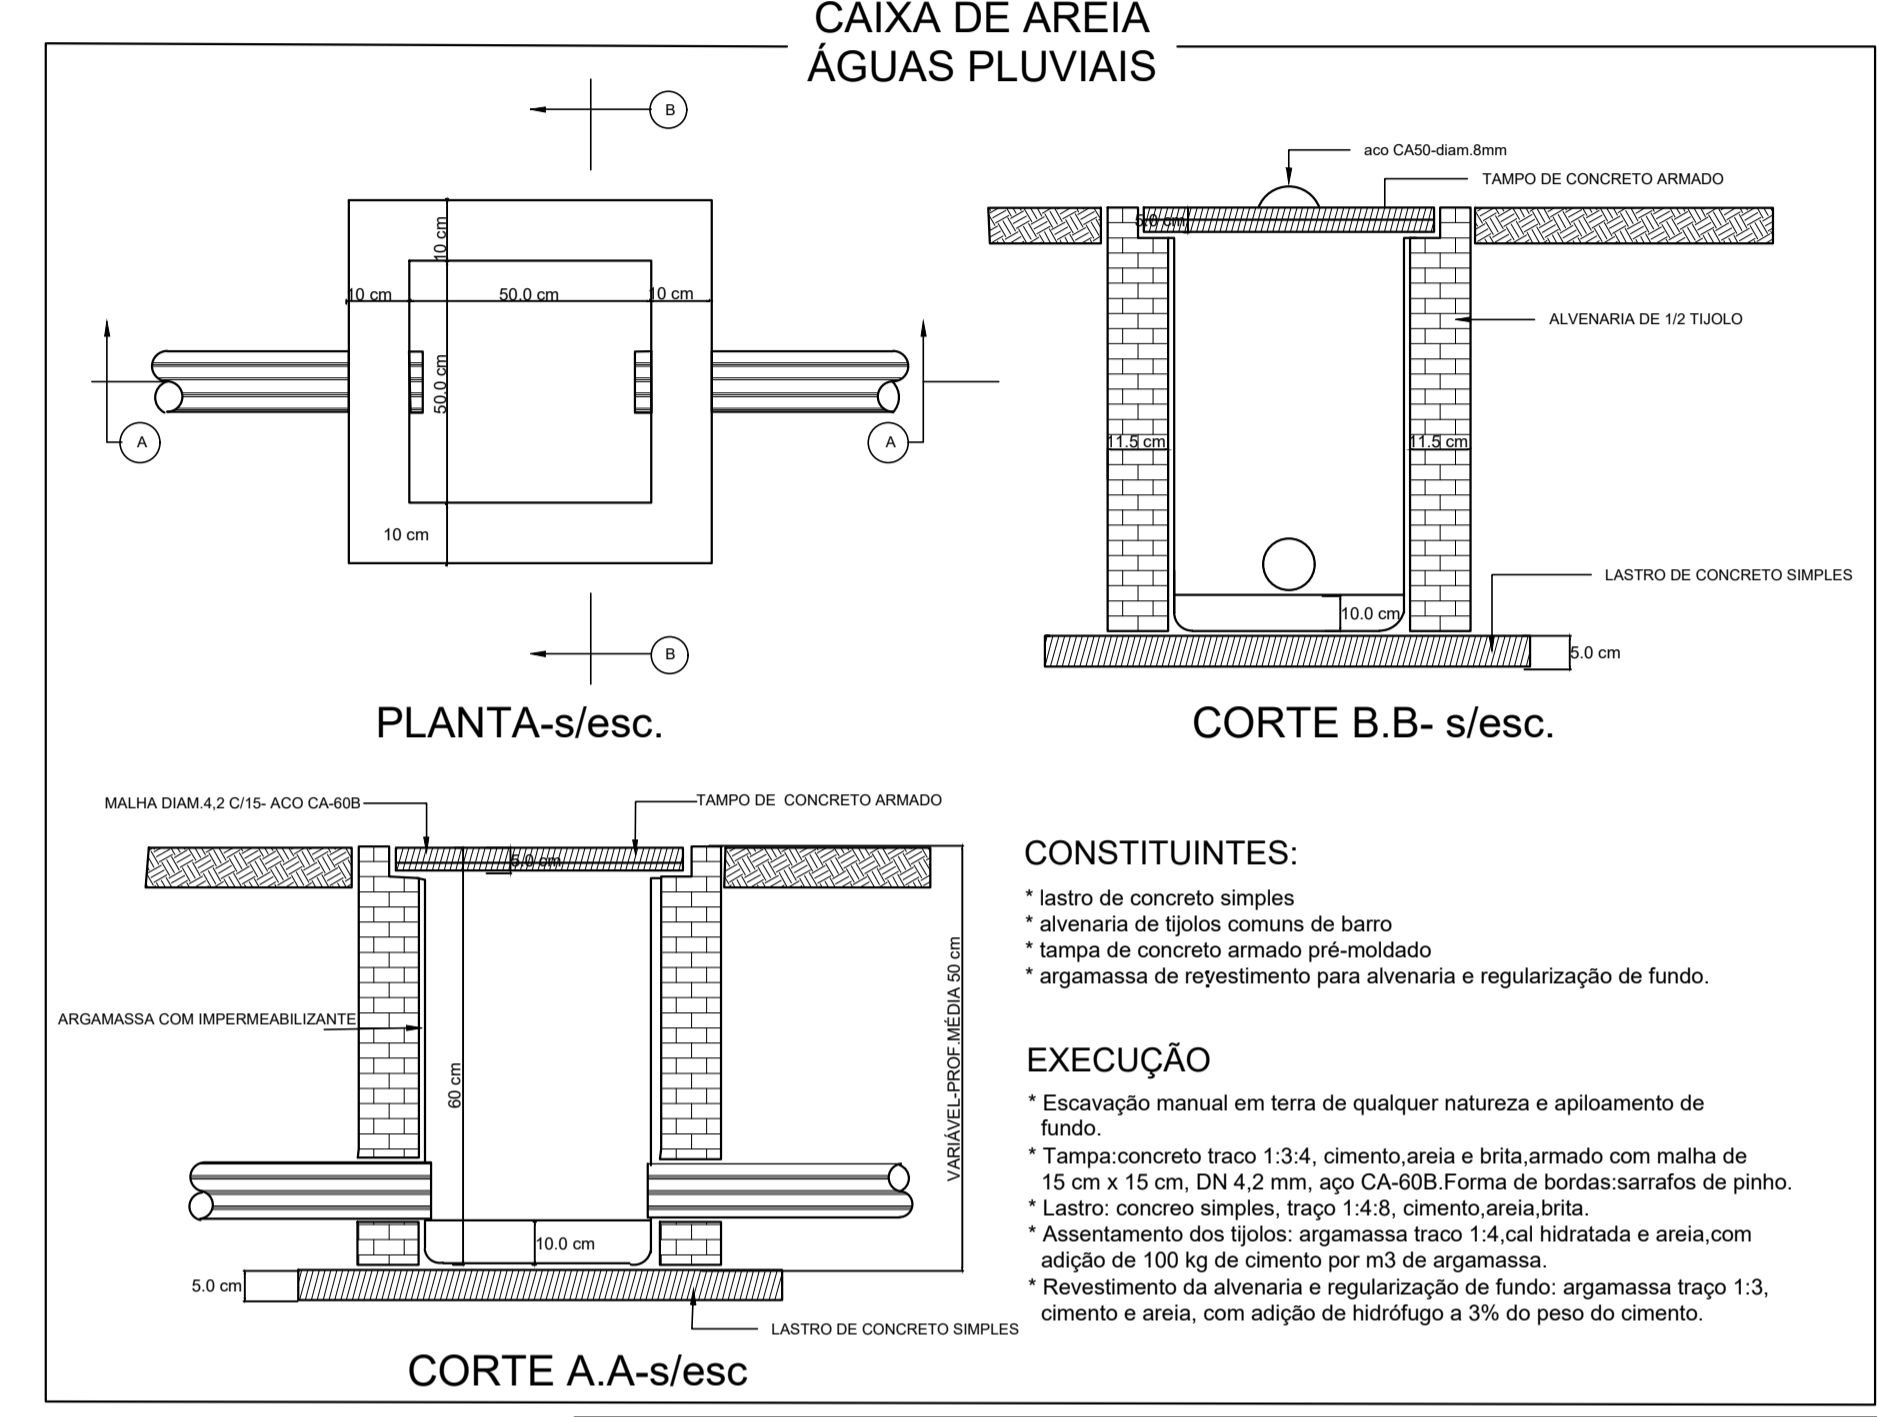 CAIXA DE AREIA
ÁGUAS PLUVIAIS
B
10 cm
10 cm
50.0 cm
10 cm
50.0 cm
A
A
10 cm
B
PLANTA-s/esc.
aco CA50-diam.8mm
TAMPO DE CONCRETO ARMADO
5.0 cm
ALVENARIA DE 1/2 TIJOLO
11.5 cm
11.5 cm
LASTRO DE CONCRETO SIMPLES
10.0 cm
5.0 cm
CORTE B.B- s/esc.
MALHA DIAM.4,2 C/15- ACO CA-60B
TAMPO DE CONCRETO ARMADO
5.0 cm
ARGAMASSA COM IMPERMEABILIZANTE
60 cm
VARIÁVEL-PROF.MÉDIA 50 cm
10.0 cm
5.0 cm
LASTRO DE CONCRETO SIMPLES
CORTE A.A-s/esc
CONSTITUINTES:
* lastro de concreto simples
* alvenaria de tijolos comuns de barro
* tampa de concreto armado pré-moldado
* argamassa de revestimento para alvenaria e regularização de fundo.
EXECUÇÃO
* Escavação manual em terra de qualquer natureza e apiloamento de
fundo.
* Tampa:concreto traco 1:3:4, cimento,areia e brita,armado com malha de
15 cm x 15 cm, DN 4,2 mm, aço CA-60B.Forma de bordas:sarrafos de pinho.
* Lastro: concreo simples, traço 1:4:8, cimento,areia,brita.
* Assentamento dos tijolos: argamassa traco 1:4,cal hidratada e areia,com
adição de 100 kg de cimento por m3 de argamassa.
* Revestimento da alvenaria e regularização de fundo: argamassa traço 1:3,
cimento e areia, com adição de hidrófugo a 3% do peso do cimento.